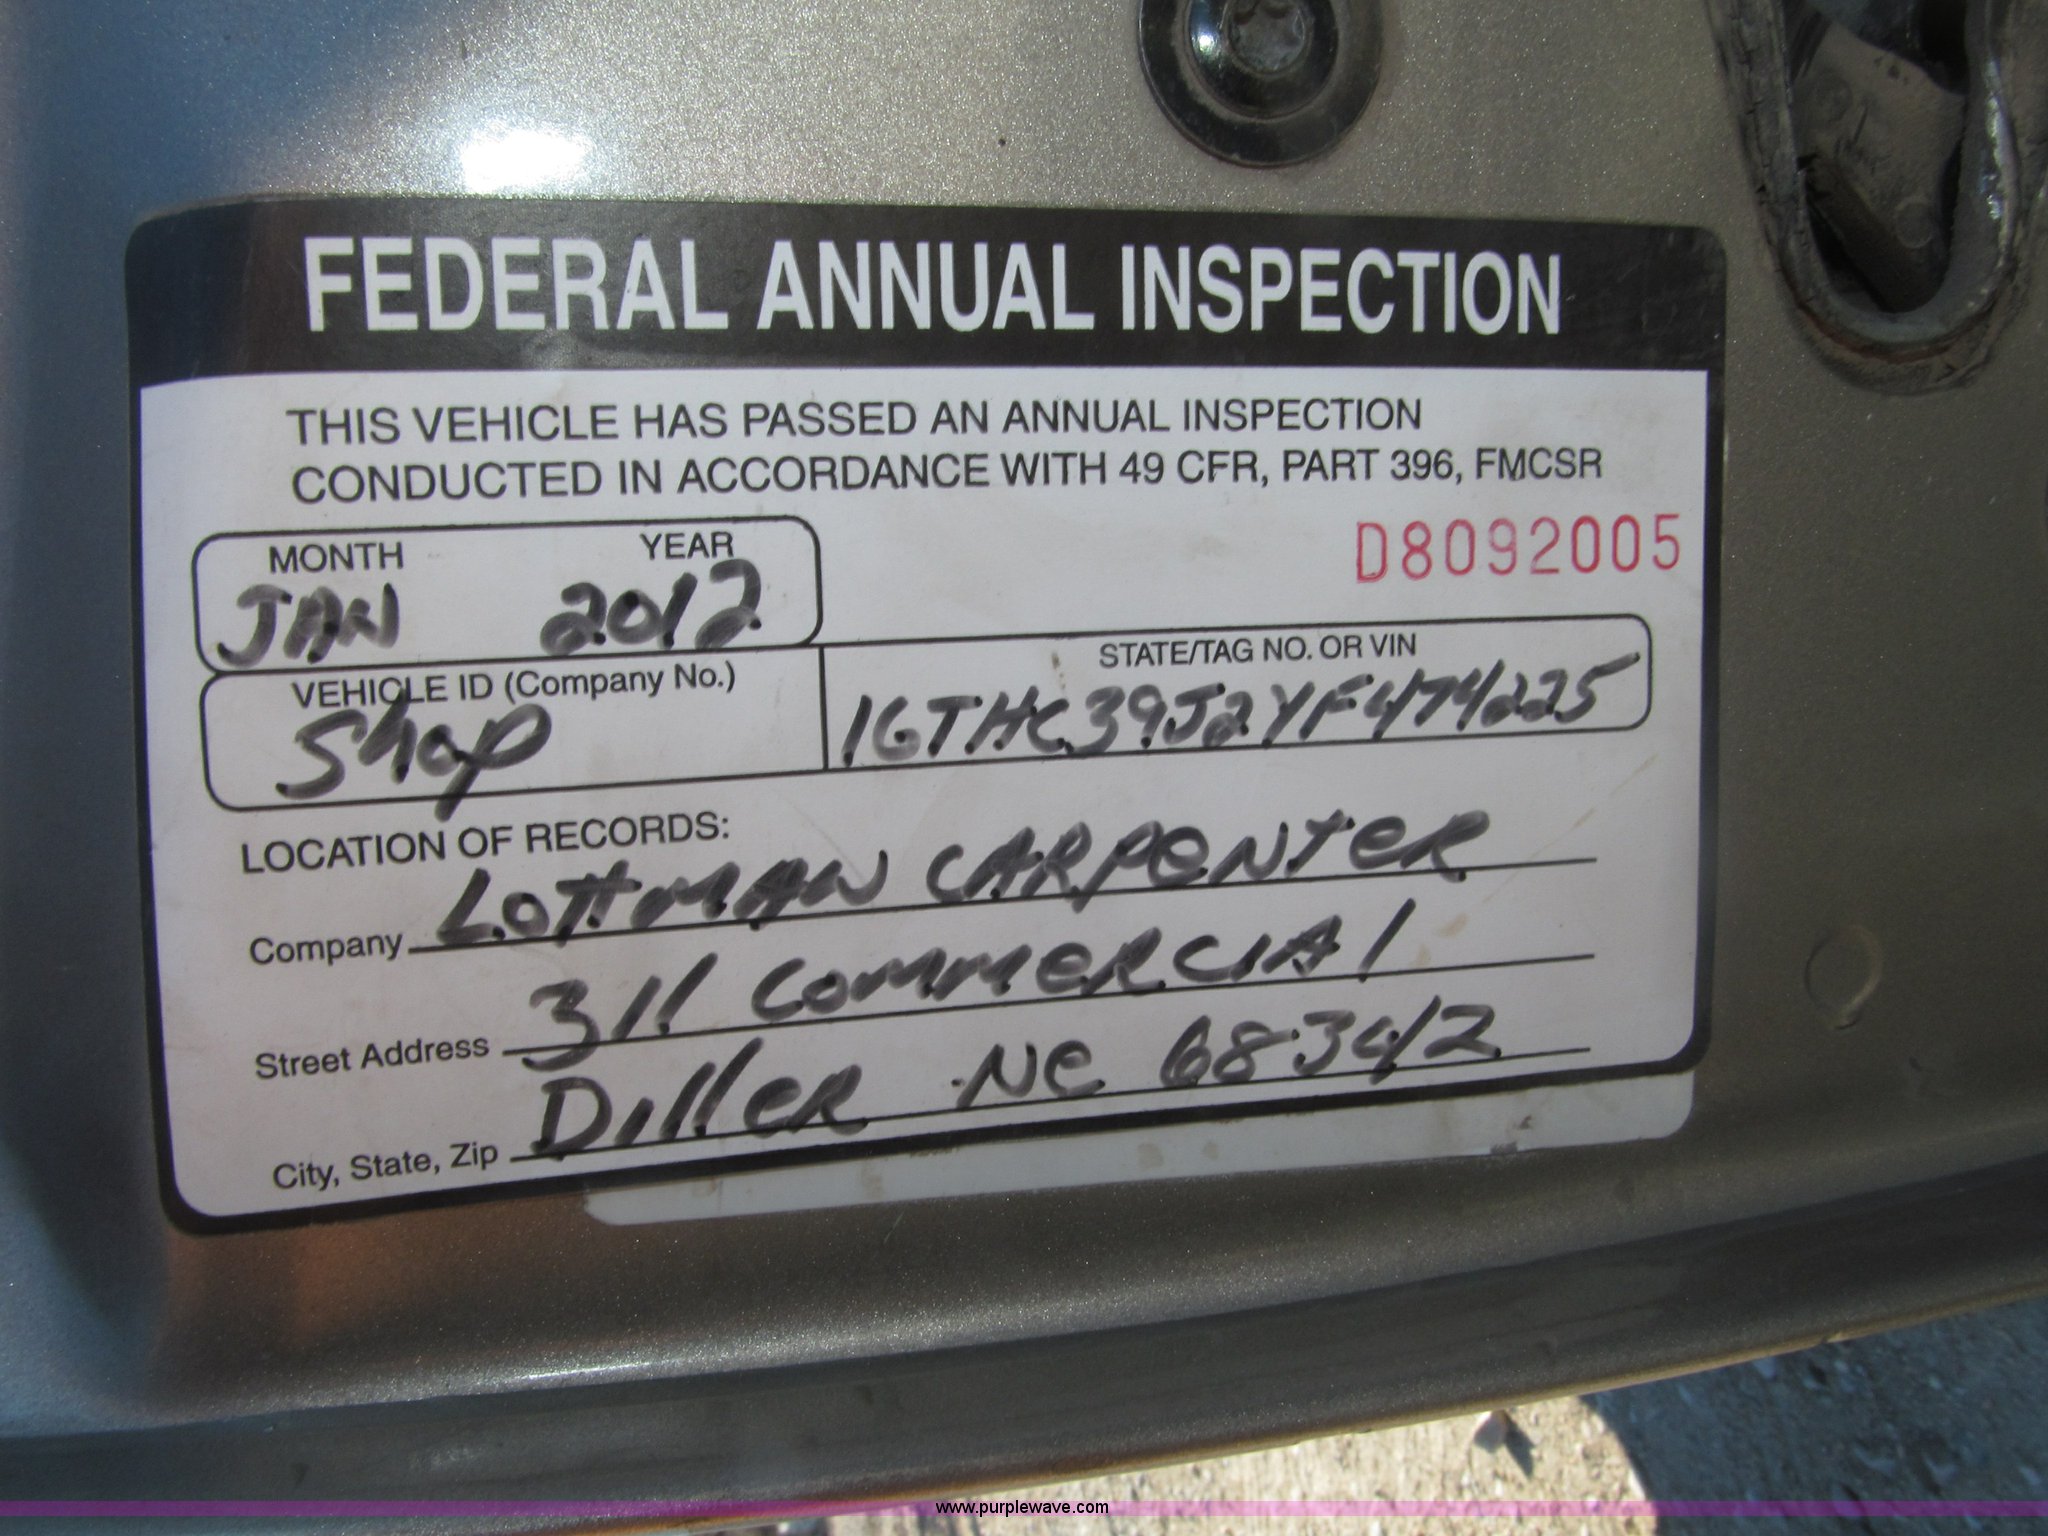 FEDERAL ANNUAL INSPECTION
THIS VEHICLE HAS PASSED AN ANNUAL INSPECTION
CONDUCTED IN ACCORDANCE WITH 49 CFR, PART 396, FMCSR
D8092005
MONTH YEAR
JAN 2012
VEHICLE ID (Company No.)
Shop
STATE/TAG NO. OR VIN
1GTHC39J2YF474225
LOCATION OF RECORDS:
Company LOTTMAN CARPENTER
Street Address 311 COMMERCIAL
City, State, Zip DILLER NE 68342
www.purplewave.com